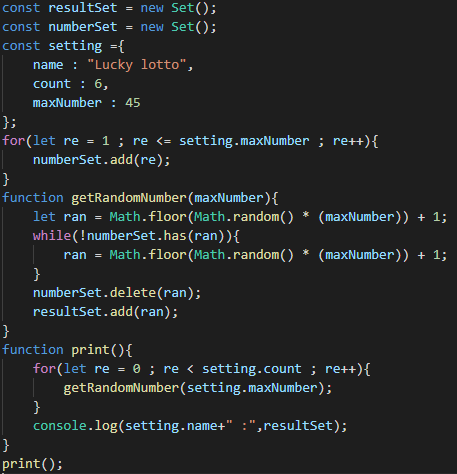 const resultSet = new Set();
const numberSet = new Set();
const setting ={
    name : "Lucky lotto",
    count : 6,
    maxNumber : 45
};
for(let re = 1 ; re <= setting.maxNumber ; re++){
    numberSet.add(re);
}
function getRandomNumber(maxNumber){
    let ran = Math.floor(Math.random() * (maxNumber)) + 1;
    while(!numberSet.has(ran)){
        ran = Math.floor(Math.random() * (maxNumber)) + 1;
    }
    numberSet.delete(ran);
    resultSet.add(ran);
}
function print(){
    for(let re = 0 ; re < setting.count ; re++){
        getRandomNumber(setting.maxNumber);
    }
    console.log(setting.name+" :",resultSet);
}
print();